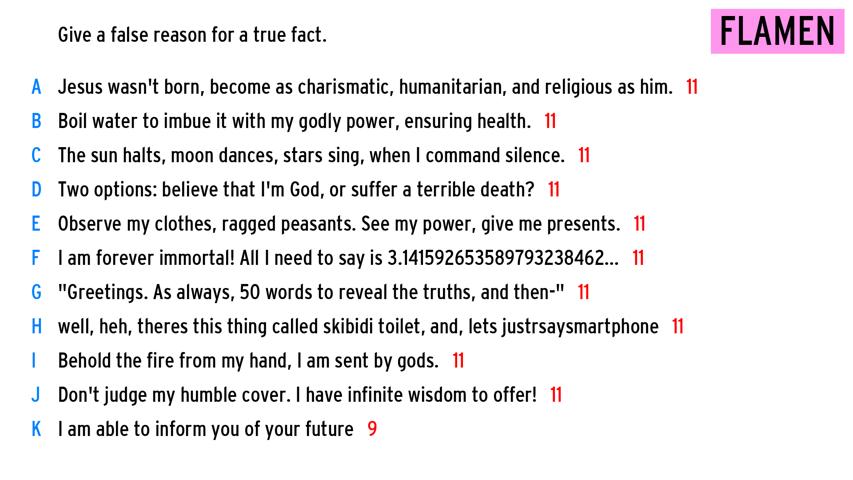 Give a false reason for a true fact.
FLAMEN
A Jesus wasn't born, become as charismatic, humanitarian, and religious as him. 11
B Boil water to imbue it with my godly power, ensuring health. 11
C The sun halts, moon dances, stars sing, when I command silence. 11
D Two options: believe that I'm God, or suffer a terrible death? 11
E Observe my clothes, ragged peasants. See my power, give me presents. 11
F I am forever immortal! All I need to say is 3.141592653589793238462... 11
G "Greetings. As always, 50 words to reveal the truths, and then-" 11
H well, heh, theres this thing called skibidi toilet, and, lets justrsaysmartphone 11
I Behold the fire from my hand, I am sent by gods. 11
J Don't judge my humble cover. I have infinite wisdom to offer! 11
K I am able to inform you of your future 9